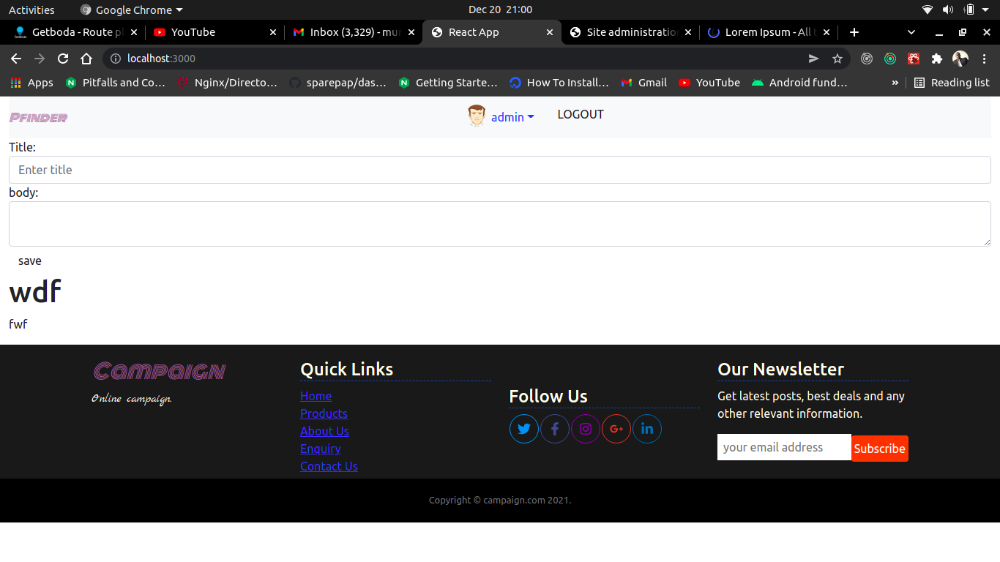 Activities
Google Chrome
Dec 20 21:00
Getboda - Route p
YouTube
Inbox (3,329) - mu
React App
Site administratio
Lorem Ipsum - All
localhost:3000
Apps
Pitfalls and Co…
Nginx/Directo…
sparepap/das…
Getting Starte…
How To Install…
Gmail
YouTube
Android fund…
»
Reading list
Pfinder
admin
LOGOUT
Title:
Enter title
body:
save
wdf
fwf
Campaign
Online campaign.
Quick Links
Home
Products
About Us
Enquiry
Contact Us
Follow Us
Our Newsletter
Get latest posts, best deals and any
other relevant information.
your email address
Subscribe
Copyright © campaign.com 2021.